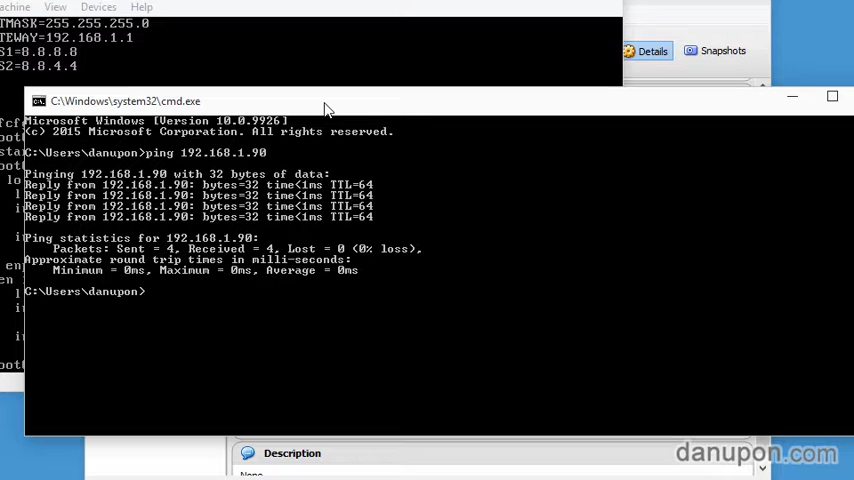 achine View Devices Help
TMASK=255.255.255.0
TEWAY=192.168.1.1
S1=8.8.8.8
S2=8.8.4.4
Details Snapshots
C:\Windows\system32\cmd.exe
Microsoft Windows [Version 10.0.9926]
(c) 2015 Microsoft Corporation. All rights reserved.
C:\Users\danupon>ping 192.168.1.90
Pinging 192.168.1.90 with 32 bytes of data:
Reply from 192.168.1.90: bytes=32 time<1ms TTL=64
Reply from 192.168.1.90: bytes=32 time<1ms TTL=64
Reply from 192.168.1.90: bytes=32 time<1ms TTL=64
Reply from 192.168.1.90: bytes=32 time<1ms TTL=64
Ping statistics for 192.168.1.90:
Packets: Sent = 4, Received = 4, Lost = 0 (0% loss),
Approximate round trip times in milli-seconds:
Minimum = 0ms, Maximum = 0ms, Average = 0ms
C:\Users\danupon>
Description
danupon.com